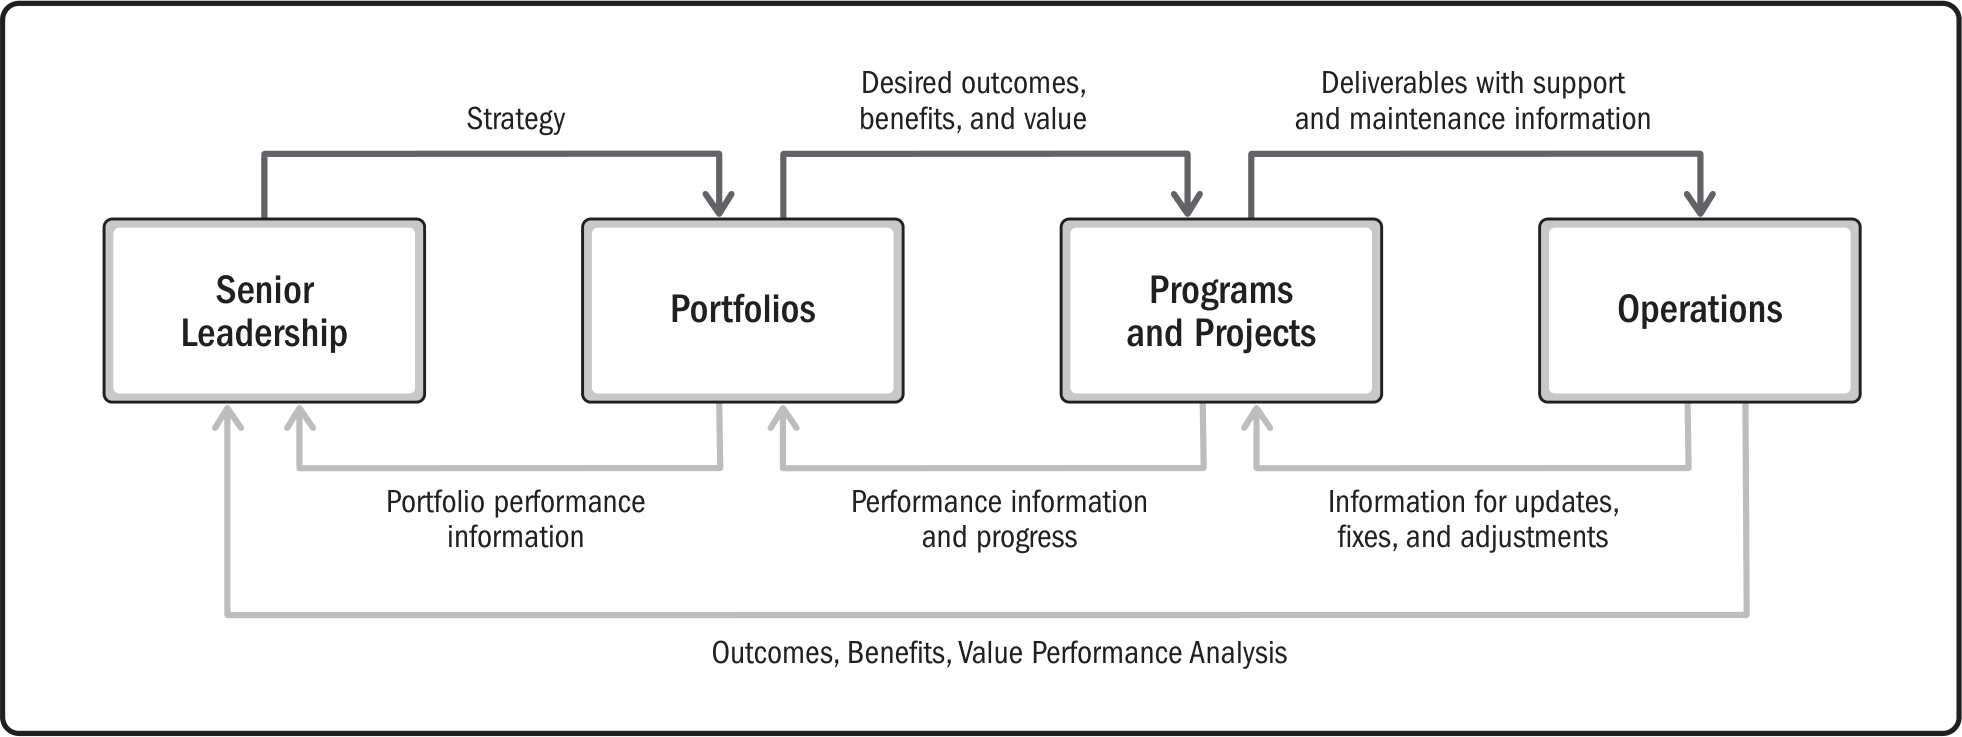 Strategy
Desired outcomes,
benefits, and value
Deliverables with support
and maintenance information
Senior
Leadership
Portfolios
Programs
and Projects
Operations
Portfolio performance
information
Performance information
and progress
Information for updates,
fixes, and adjustments
Outcomes, Benefits, Value Performance Analysis